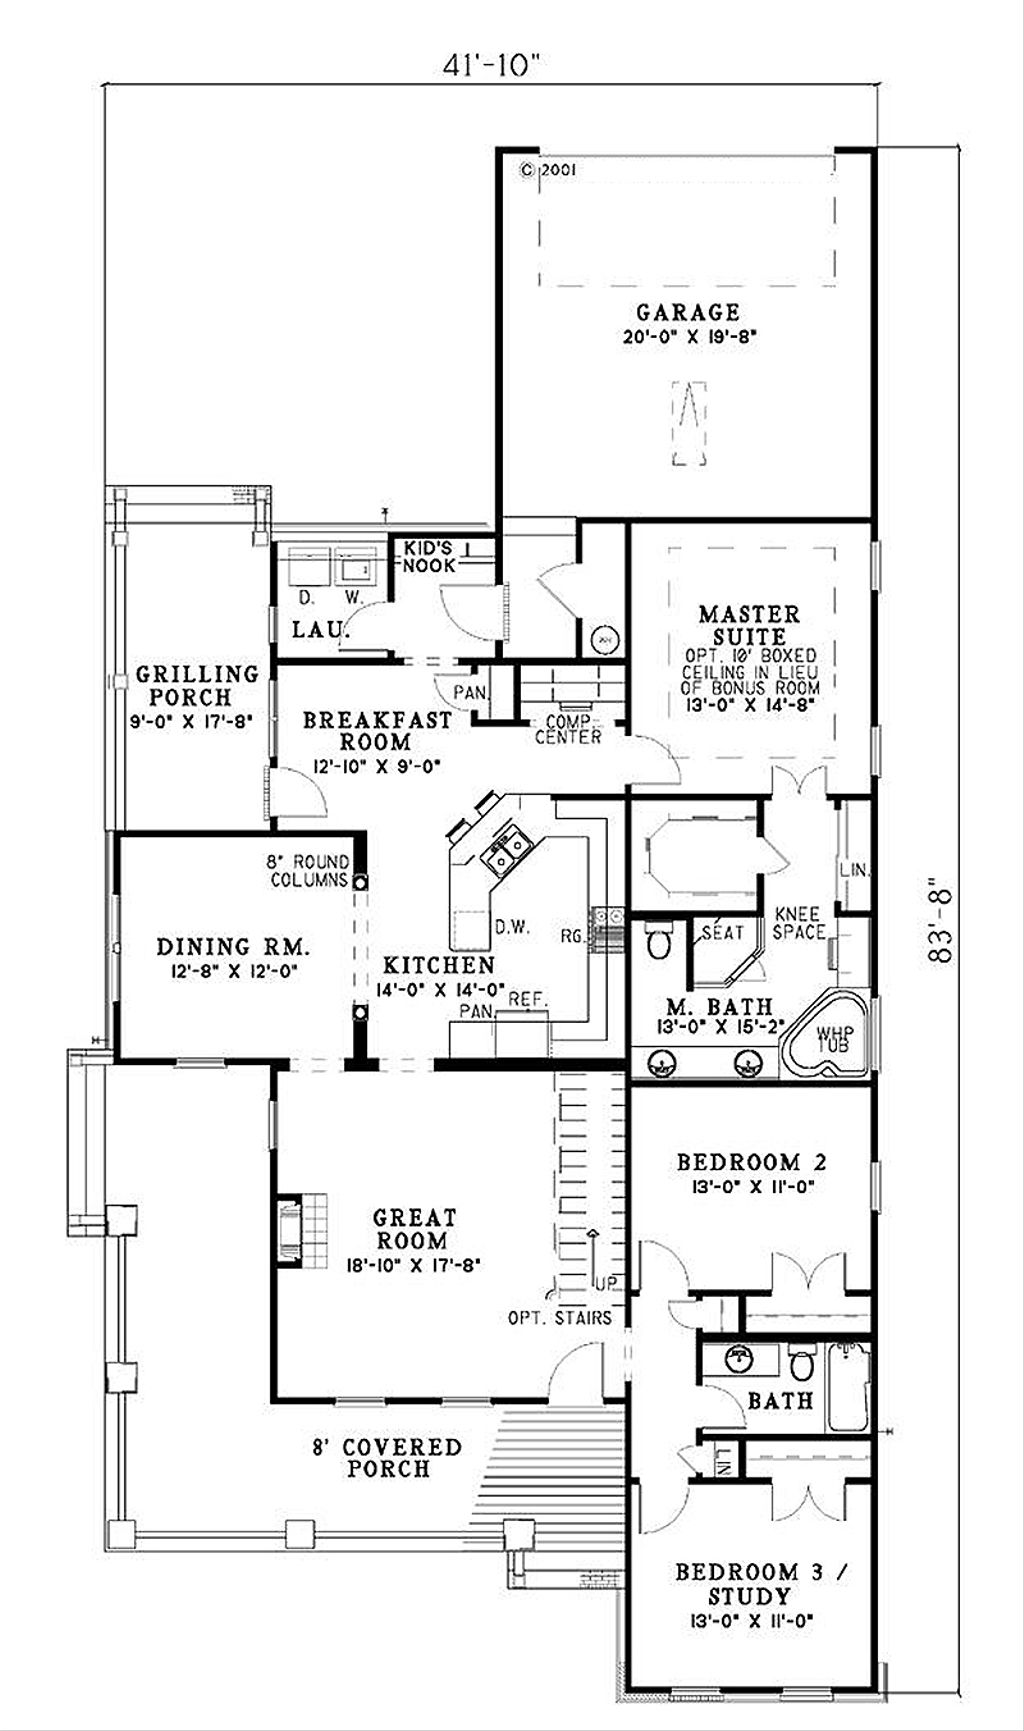 41'-10"
© 2001
GARAGE
20'-0" X 19'-8"
KID'S
NOOK
D. W.
LAU.
WH
MASTER
SUITE
OPT. 10' BOXED
CEILING IN LIEU
OF BONUS ROOM
13'-0" X 14'-8"
GRILLING
PORCH
9'-0" X 17'-8"
PAN.
BREAKFAST
ROOM
12'-10" X 9'-0"
COMP.
CENTER
8" ROUND
COLUMNS
LIN.
KNEE
SPACE
SEAT
DINING RM.
12'-8" X 12'-0"
D.W.
RG.
KITCHEN
14'-0" X 14'-0"
PAN.
REF.
M. BATH
13'-0" X 15'-2"
WHP
TUB
83'-8"
BEDROOM 2
13'-0" X 11'-0"
GREAT
ROOM
18'-10" X 17'-8"
UP
OPT. STAIRS
BATH
8' COVERED
PORCH
LIN
BEDROOM 3 /
STUDY
13'-0" X 11'-0"